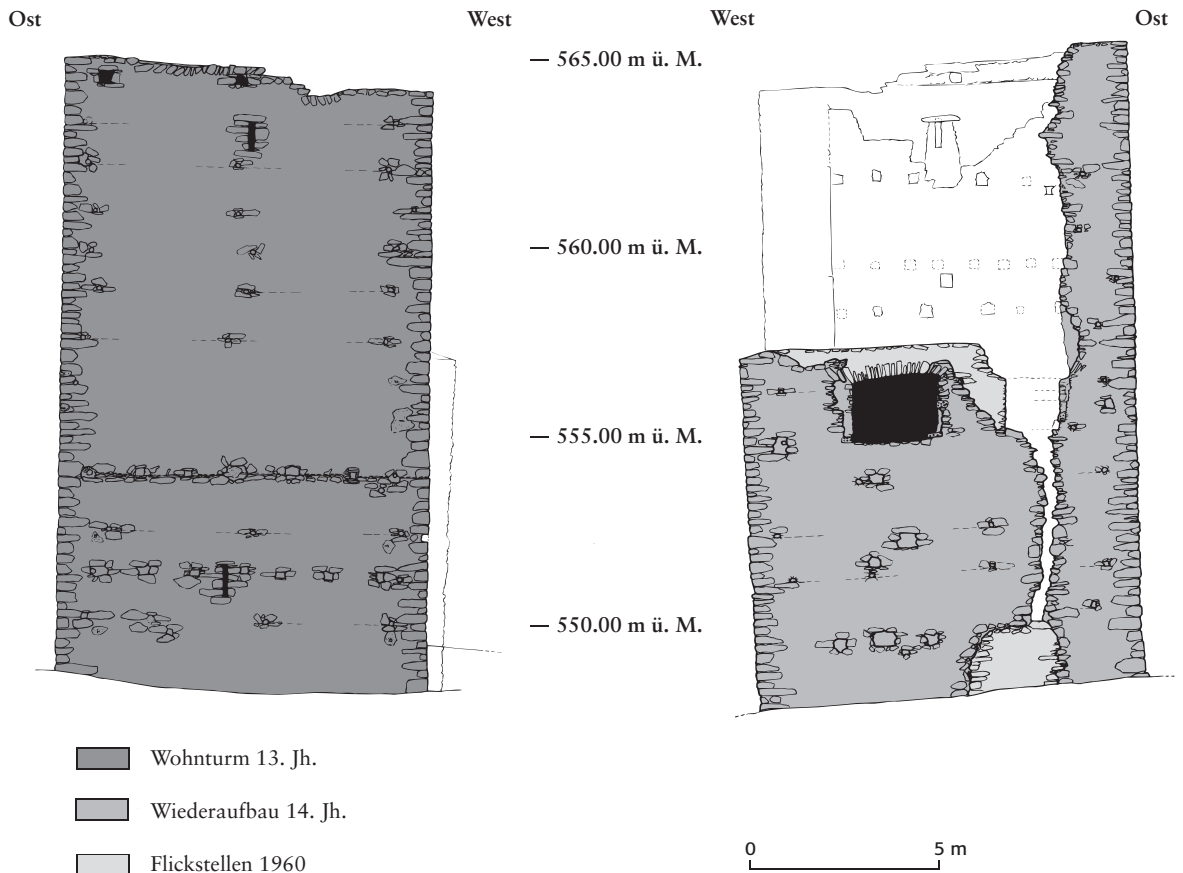 Ost West West Ost
565.00 m ü. M.
560.00 m ü. M.
555.00 m ü. M.
550.00 m ü. M.
Wohnturm 13. Jh.
Wiederaufbau 14. Jh.
Flickstellen 1960
0 5 m